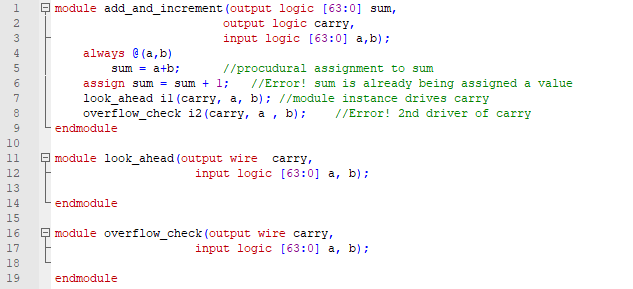 1 module add_and_increment(output logic [63:0] sum,
2 output logic carry,
3 input logic [63:0] a,b);
4 always @(a,b)
5 sum = a+b; //procudural assignment to sum
6 assign sum = sum + 1; //Error! sum is already being assigned a value
7 look_ahead i1(carry, a, b); //module instance drives carry
8 overflow_check i2(carry, a , b); //Error! 2nd driver of carry
9 endmodule
10
11 module look_ahead(output wire carry,
12 input logic [63:0] a, b);
13
14 endmodule
15
16 module overflow_check(output wire carry,
17 input logic [63:0] a, b);
18
19 endmodule